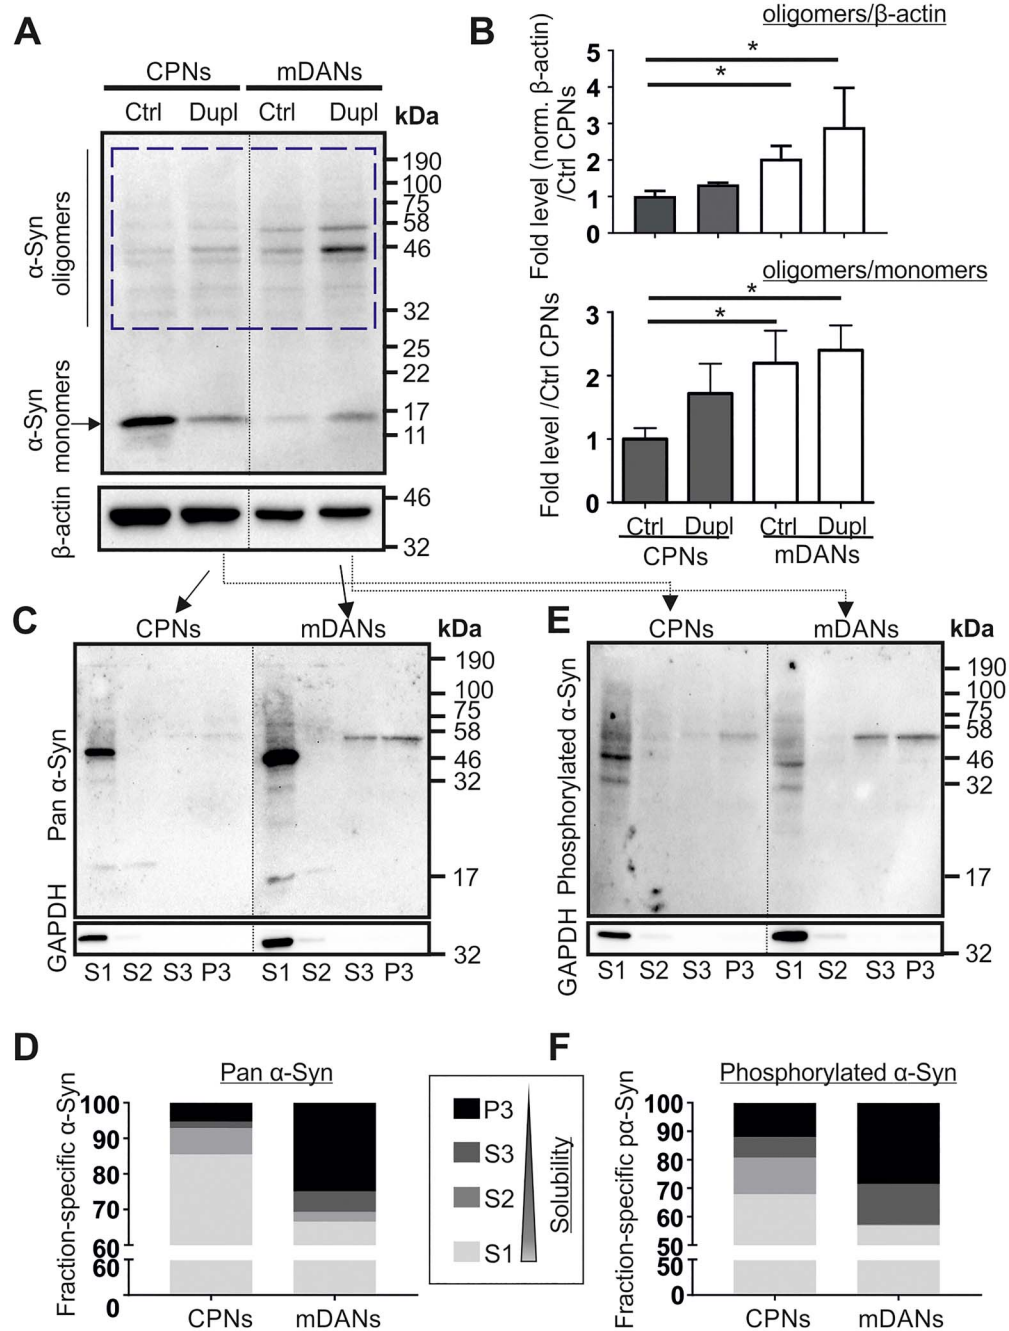 A
CPNs mDANs
Ctrl Dupl Ctrl Dupl kDa
α-Syn
oligomers
190
100
75
58
46
32
25
22
17
11
α-Syn
monomers
β-actin
46
32
B
oligomers/β-actin
Fold level (norm. β-actin)
/Ctrl CPNs
5
4
3
2
1
0
*
*
oligomers/monomers
Fold level /Ctrl CPNs
3
2
1
0
*
*
Ctrl Dupl Ctrl Dupl
CPNs mDANs
C
CPNs mDANs kDa
Pan α-Syn
190
100
75
58
46
32
17
GAPDH
32
S1 S2 S3 P3 S1 S2 S3 P3
E
CPNs mDANs kDa
Phosphorylated α-Syn
190
100
75
58
46
32
17
GAPDH
32
S1 S2 S3 P3 S1 S2 S3 P3
D
Pan α-Syn
Fraction-specific α-Syn
100
90
80
70
60
60
0
CPNs mDANs
P3
S3
S2
S1
Solubility
F
Phosphorylated α-Syn
Fraction-specific pα-Syn
100
90
80
70
60
50
50
0
CPNs mDANs